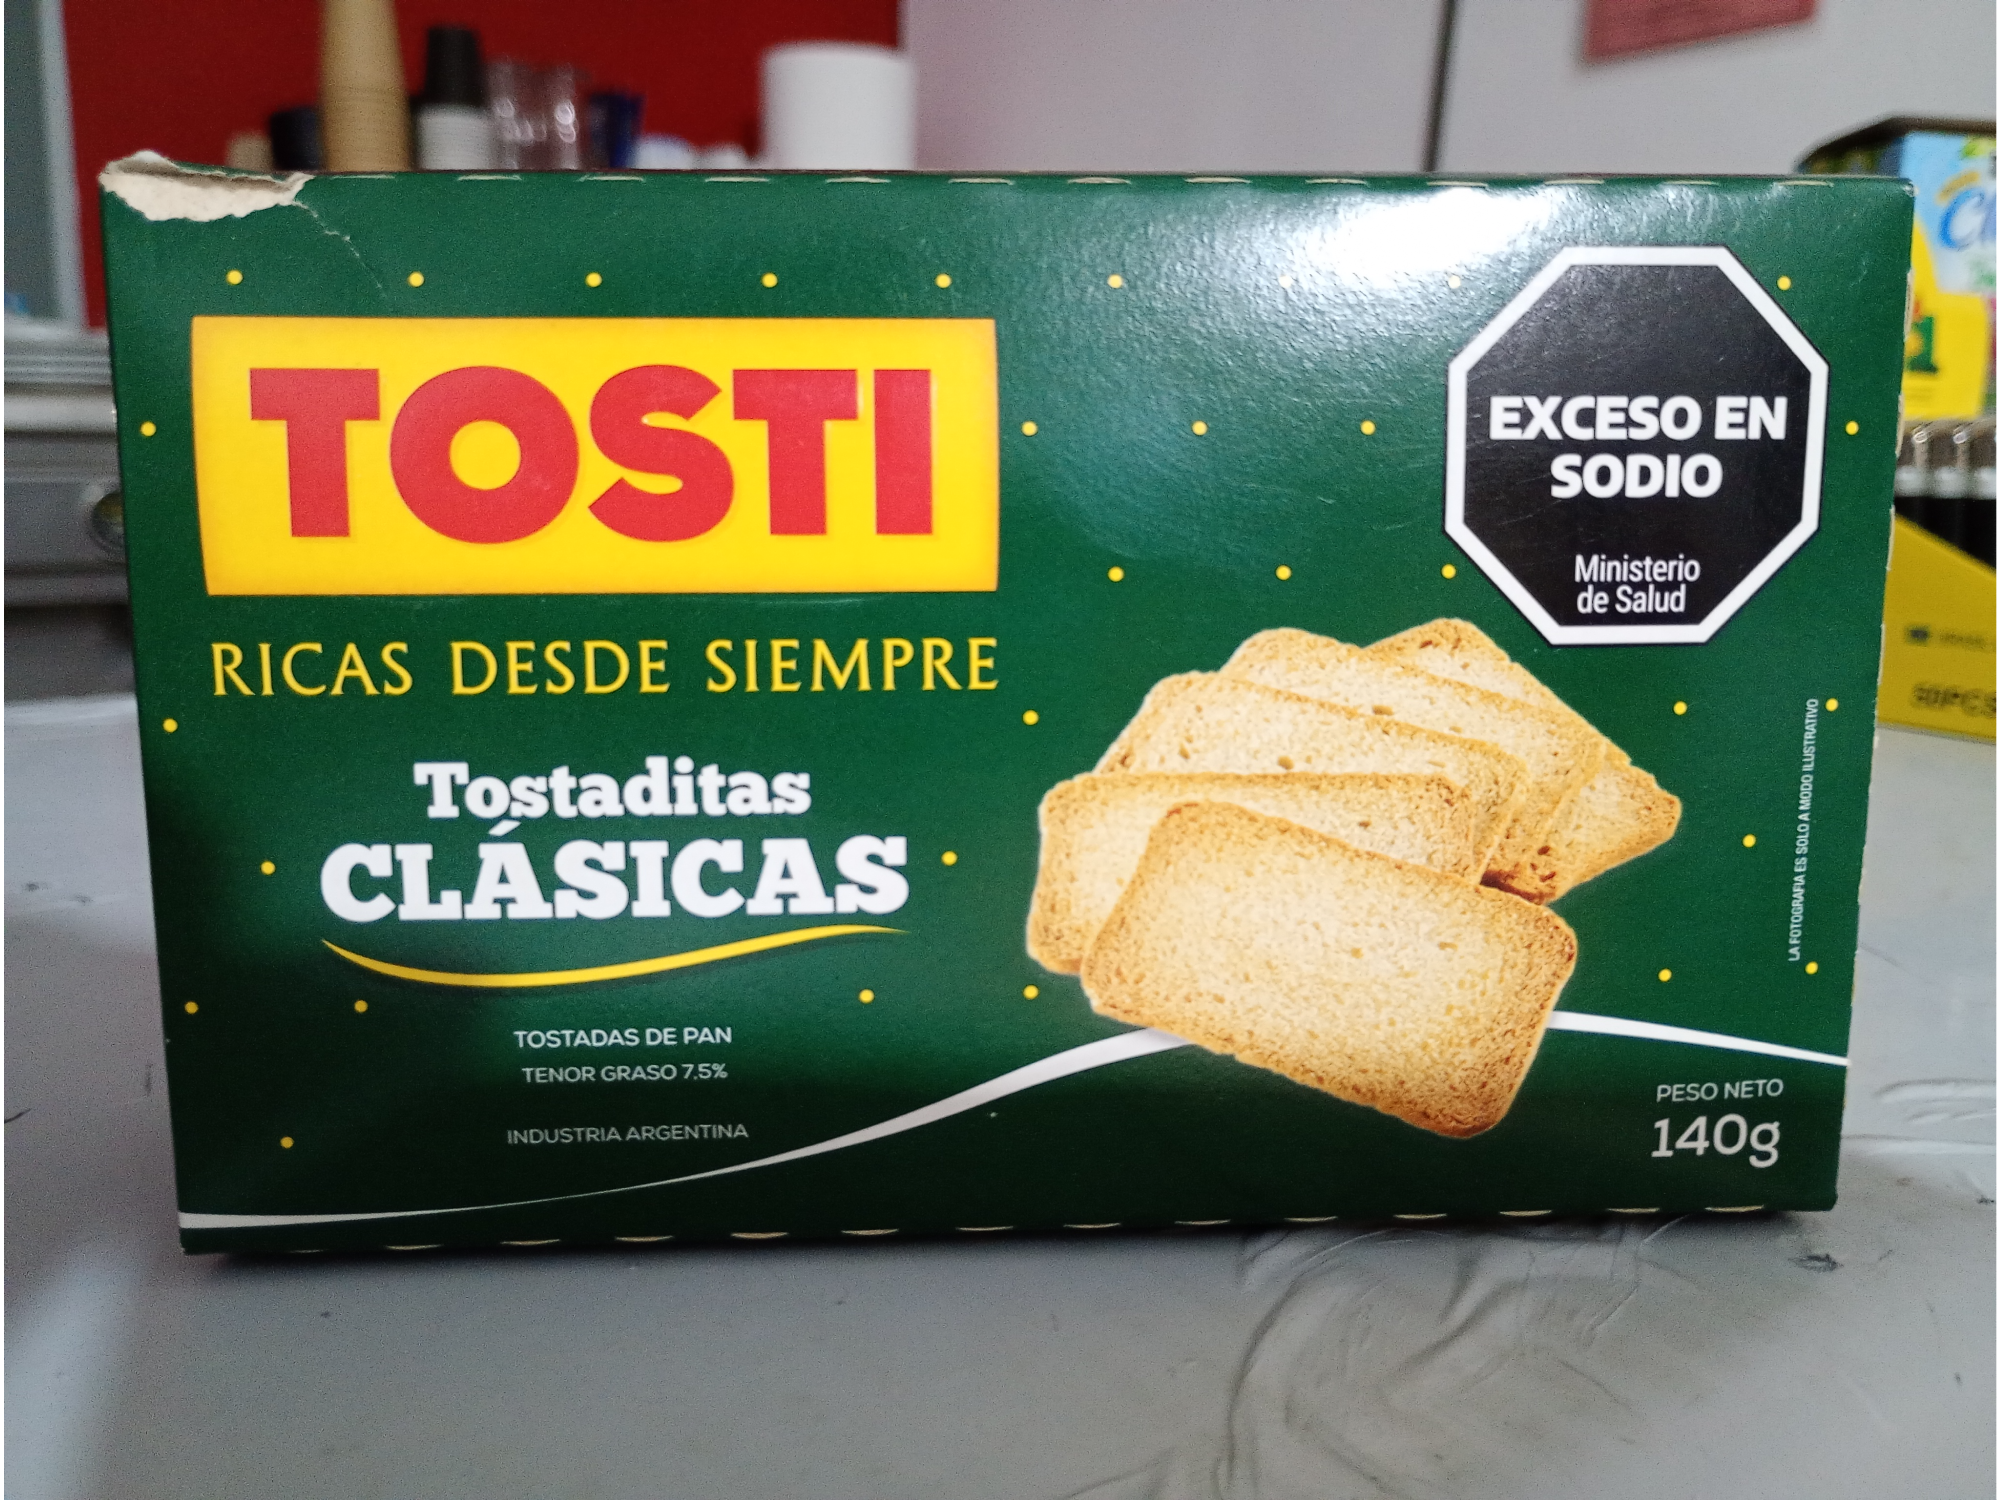 TOSTI
RICAS DESDE SIEMPRE
Tostaditas
CLÁSICAS
TOSTADAS DE PAN
TENOR GRASO 7,5%
INDUSTRIA ARGENTINA
EXCESO EN
SODIO
Ministerio
de Salud
LA FOTOGRAFIA ES SOLO A MODO ILUSTRATIVO
PESO NETO
140g